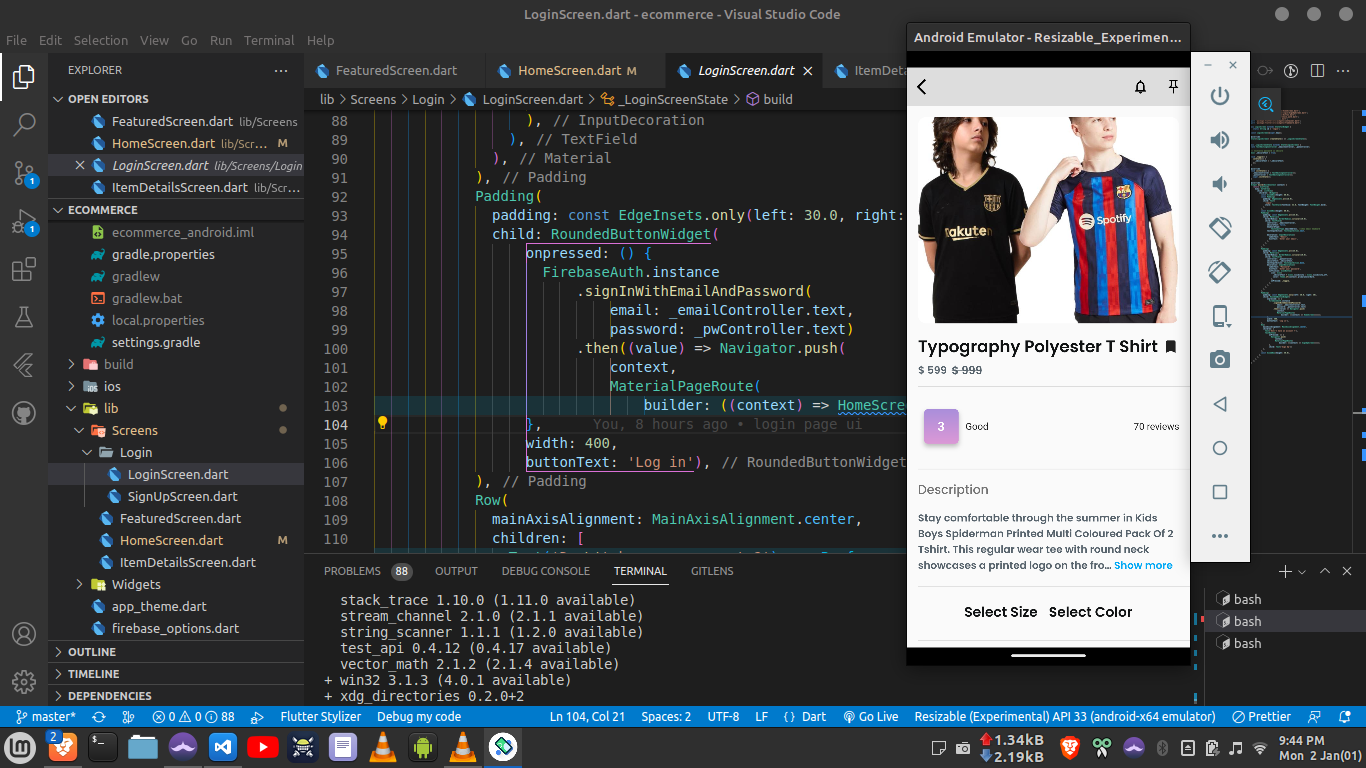 LoginScreen.dart - ecommerce - Visual Studio Code
File Edit Selection View Go Run Terminal Help
EXPLORER
OPEN EDITORS
FeaturedScreen.dart lib/Screens
HomeScreen.dart lib/Scr... M
LoginScreen.dart lib/Screens/Login
ItemDetailsScreen.dart lib/Sc...
ECOMMERCE
ecommerce_android.iml
gradle.properties
gradlew
gradlew.bat
local.properties
settings.gradle
build
ios
lib
Screens
Login
LoginScreen.dart
SignUpScreen.dart
FeaturedScreen.dart
HomeScreen.dart M
ItemDetailsScreen.dart
Widgets
app_theme.dart
firebase_options.dart
OUTLINE
TIMELINE
DEPENDENCIES
1
1
FeaturedScreen.dart HomeScreen.dart M LoginScreen.dart ItemDeta
lib > Screens > Login > LoginScreen.dart > _LoginScreenState > build
88 ), // InputDecoration
89 ), // TextField
90 ), // Material
91 ), // Padding
92 Padding(
93 padding: const EdgeInsets.only(left: 30.0, right:
94 child: RoundedButtonWidget(
95 onpressed: () {
96 FirebaseAuth.instance
97 .signInWithEmailAndPassword(
98 email: _emailController.text,
99 password: _pwController.text)
100 .then((value) => Navigator.push(
101 context,
102 MaterialPageRoute(
103 builder: ((context) => HomeScre
104 }, You, 8 hours ago • login page ui
105 width: 400,
106 buttonText: 'Log in'), // RoundedButtonWidget
107 ), // Padding
108 Row(
109 mainAxisAlignment: MainAxisAlignment.center,
110 children: [
PROBLEMS 88 OUTPUT DEBUG CONSOLE TERMINAL GITLENS
stack_trace 1.10.0 (1.11.0 available)
stream_channel 2.1.0 (2.1.1 available)
string_scanner 1.1.1 (1.2.0 available)
test_api 0.4.12 (0.4.17 available)
vector_math 2.1.2 (2.1.4 available)
+ win32 3.1.3 (4.0.1 available)
+ xdg_directories 0.2.0+2
bash
bash
bash
Android Emulator - Resizable_Experimen...
Rakuten
Spotify
Typography Polyester T Shirt
$ 599 $ 999
3 Good 70 reviews
Description
Stay comfortable through the summer in Kids
Boys Spiderman Printed Multi Coloured Pack Of 2
Tshirt. This regular wear tee with round neck
showcases a printed logo on the fro... Show more
Select Size Select Color
master* 0 0 88 Flutter Stylizer Debug my code Ln 104, Col 21 Spaces: 2 UTF-8 LF {} Dart Go Live Resizable (Experimental) API 33 (android-x64 emulator) Prettier
2
1.34kB
2.19kB
9:44 PM
Mon 2 Jan(01)